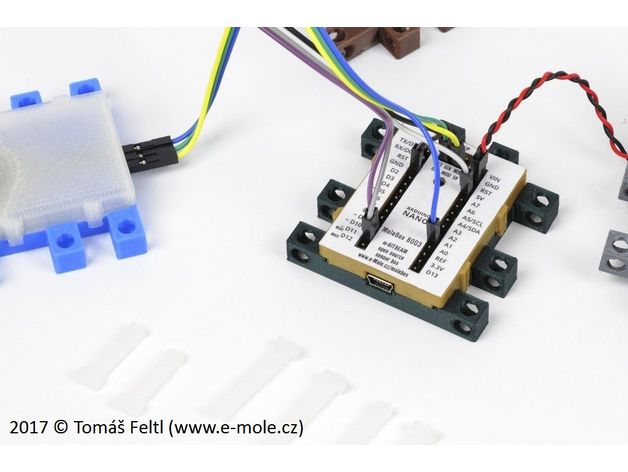 TX/D1
RX/D0
RST
GND
D2
D3
D4
D5
~ D10
~ D11
D12
ARDUINO
NANO
MoleBox B003
m-BITBEAM
open source
sensor box
www.e-Mole.cz/molebox
VIN
GND
RST
5V
A7
A6
A5/SCL
A4/SDA
A3
A2
A1
A0
REF
3.3V
D13
2017 © Tomáš Feltl (www.e-mole.cz)